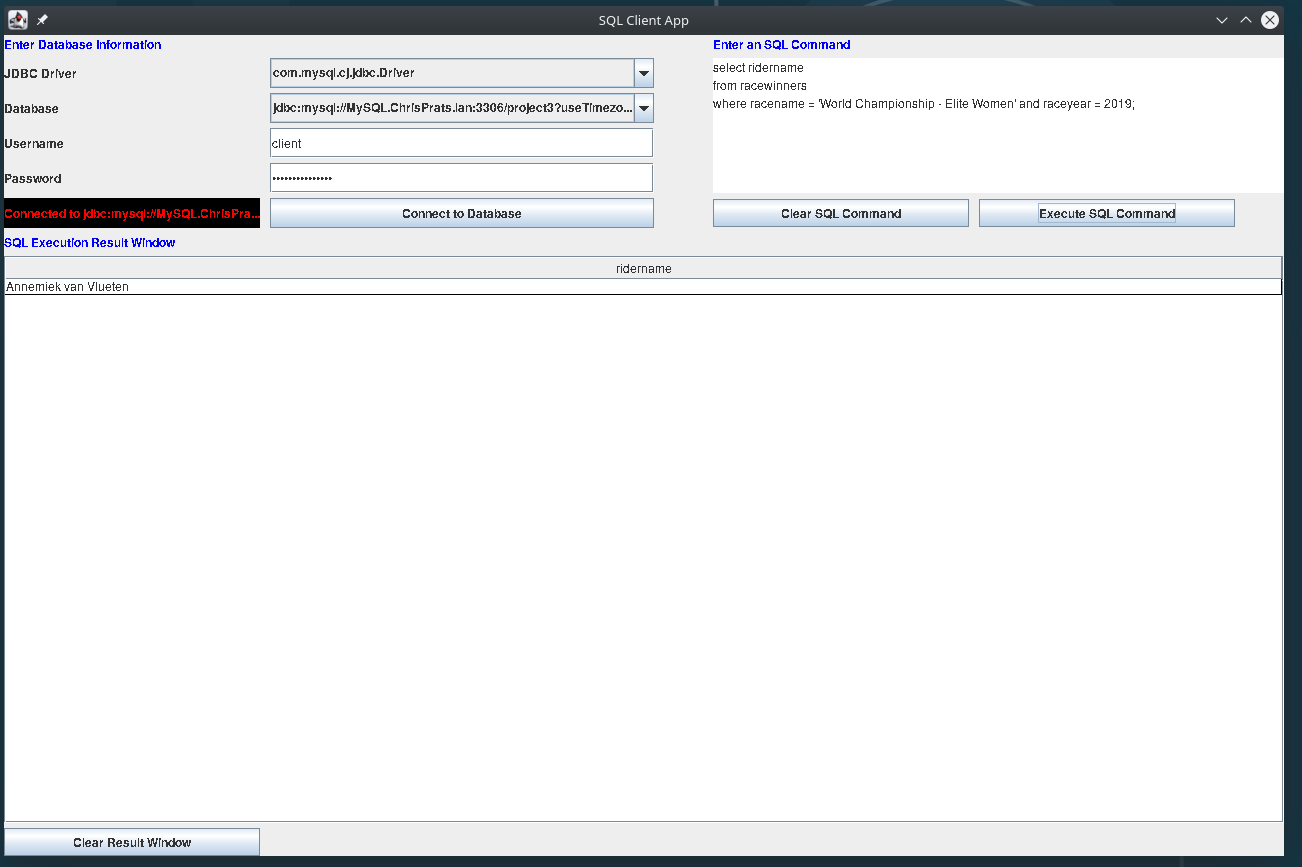 SQL Client App
Enter Database Information
JDBC Driver
com.mysql.cj.jdbc.Driver
Database
jdbc:mysql://MySQL.ChrisPrats.lan:3306/project3?useTimezo...
Username
client
Password
•••••••••••••••
Connected to jdbc:mysql://MySQL.ChrisPra...
Connect to Database
Enter an SQL Command
select ridername
from racewinners
where racename = 'World Championship - Elite Women' and raceyear = 2019;
Clear SQL Command
Execute SQL Command
SQL Execution Result Window
ridername
Annemiek van Vlueten
Clear Result Window